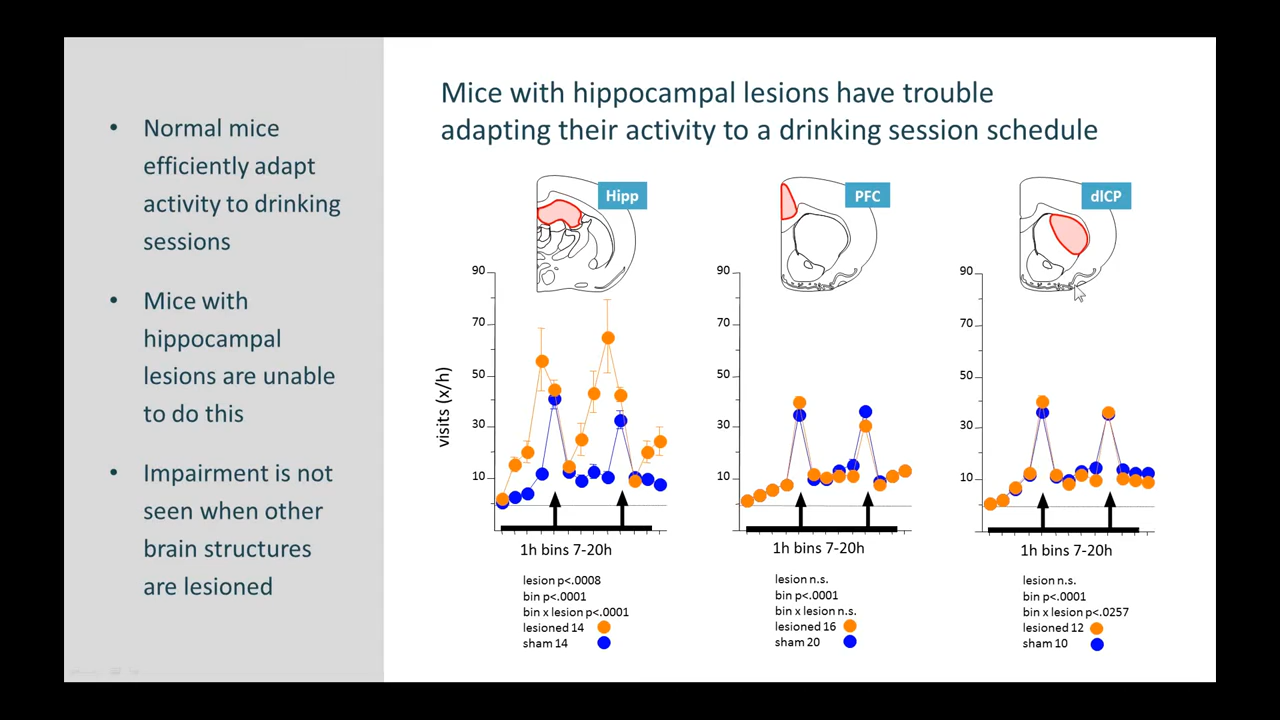 Mice with hippocampal lesions have trouble
adapting their activity to a drinking session schedule
• Normal mice
efficiently adapt
activity to drinking
sessions
• Mice with
hippocampal
lesions are unable
to do this
• Impairment is not
seen when other
brain structures
are lesioned
Hipp
90
70
50
30
10
visits (x/h)
1h bins 7-20h
lesion p<.0008
bin p<.0001
bin x lesion p<.0001
lesioned 14
sham 14
PFC
90
70
50
30
10
1h bins 7-20h
lesion n.s.
bin p<.0001
bin x lesion n.s.
lesioned 16
sham 20
dlCP
90
70
50
30
10
1h bins 7-20h
lesion n.s.
bin p<.0001
bin x lesion p<.0257
lesioned 12
sham 10